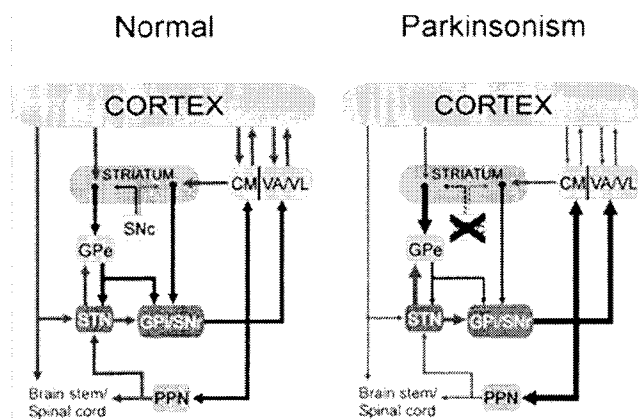 Normal
CORTEX
STRIATUM
CM VA/VL
SNc
GPe
STN GPi/SNr
Brain stem/
Spinal cord
PPN
Parkinsonism
CORTEX
STRIATUM
CM VA/VL
GPe
STN GPi/SNr
Brain stem/
Spinal cord
PPN